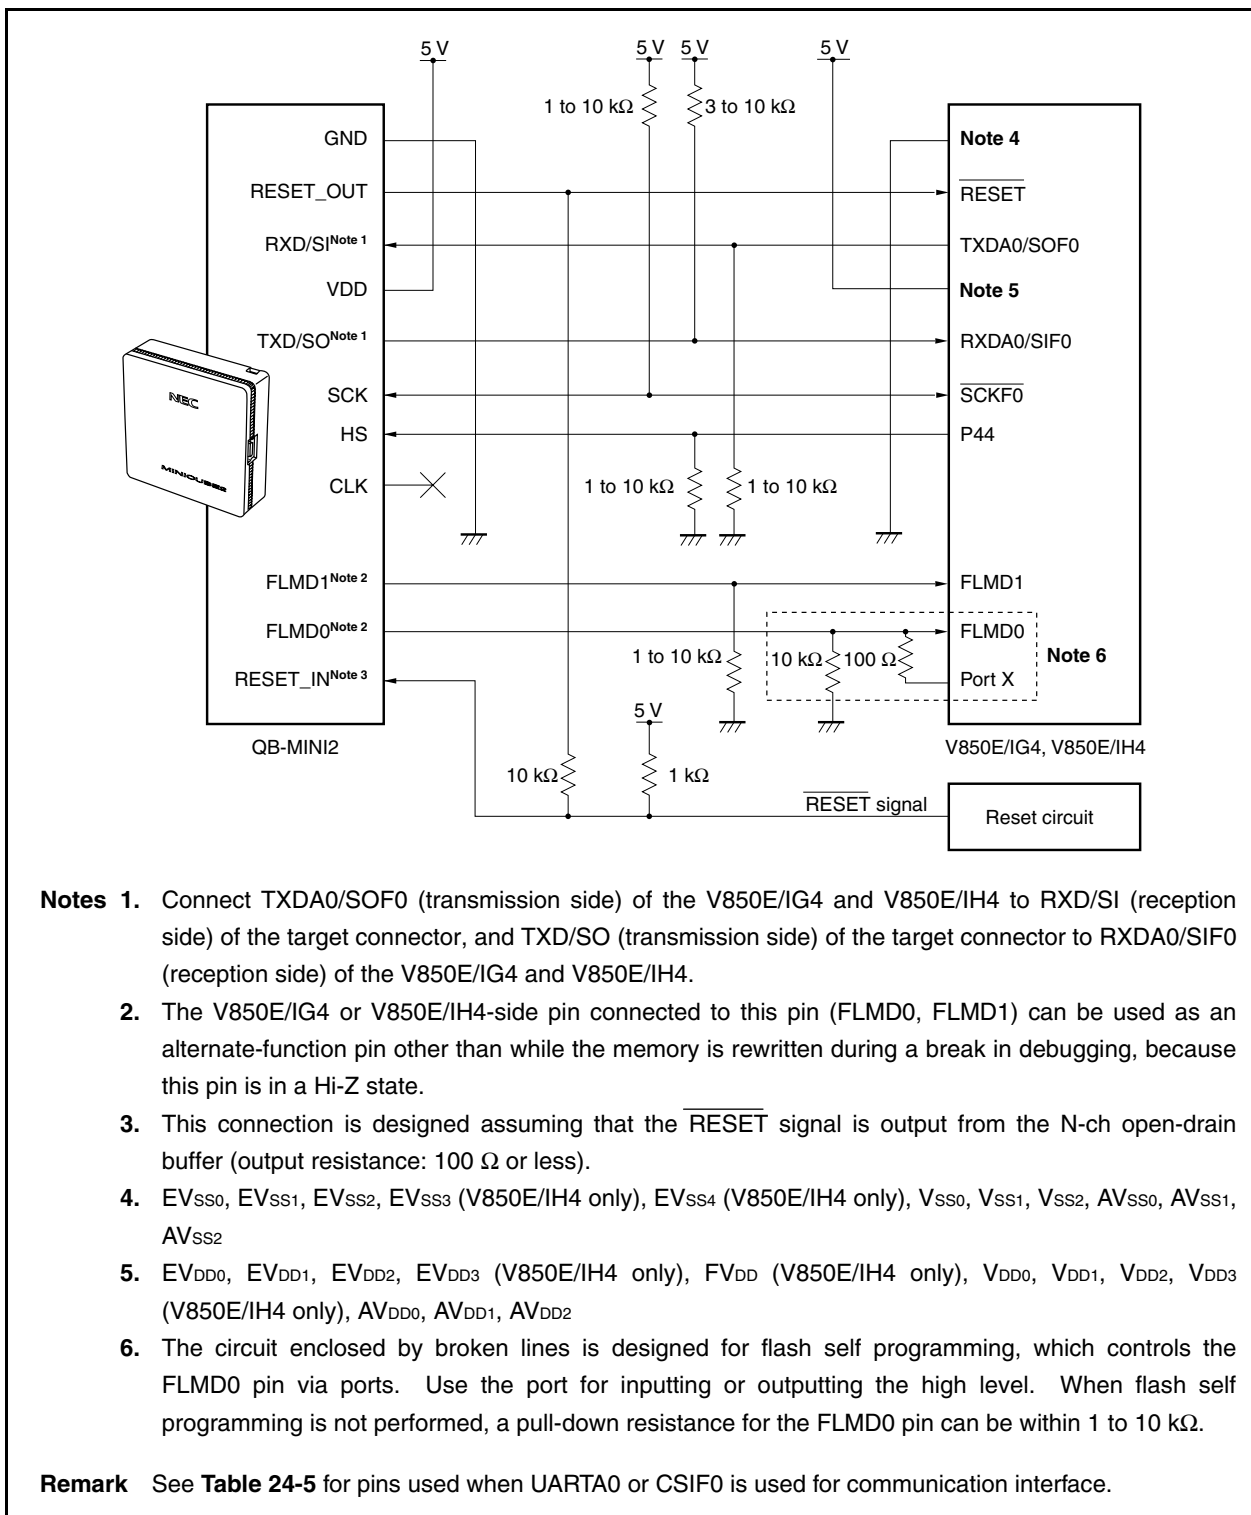 5 V 5 V 5 V 5 V
1 to 10 kΩ 3 to 10 kΩ
GND Note 4
RESET_OUT RESET
RXD/SI Note 1 TXDA0/SOF0
VDD Note 5
TXD/SO Note 1 RXDA0/SIF0
SCK SCKF0
NEC
HS P44
MINICUBE2
CLK 1 to 10 kΩ 1 to 10 kΩ
FLMD1 Note 2 FLMD1
FLMD0 Note 2 FLMD0
1 to 10 kΩ 10 kΩ 100 Ω Note 6
RESET_IN Note 3 Port X
5 V
QB-MINI2 V850E/IG4, V850E/IH4
10 kΩ 1 kΩ
RESET signal Reset circuit
Notes 1. Connect TXDA0/SOF0 (transmission side) of the V850E/IG4 and V850E/IH4 to RXD/SI (reception
side) of the target connector, and TXD/SO (transmission side) of the target connector to RXDA0/SIF0
(reception side) of the V850E/IG4 and V850E/IH4.
2. The V850E/IG4 or V850E/IH4-side pin connected to this pin (FLMD0, FLMD1) can be used as an
alternate-function pin other than while the memory is rewritten during a break in debugging, because
this pin is in a Hi-Z state.
3. This connection is designed assuming that the RESET signal is output from the N-ch open-drain
buffer (output resistance: 100 Ω or less).
4. EVSS0, EVSS1, EVSS2, EVSS3 (V850E/IH4 only), EVSS4 (V850E/IH4 only), VSS0, VSS1, VSS2, AVSS0, AVSS1,
AVSS2
5. EVDD0, EVDD1, EVDD2, EVDD3 (V850E/IH4 only), FVDD (V850E/IH4 only), VDD0, VDD1, VDD2, VDD3
(V850E/IH4 only), AVDD0, AVDD1, AVDD2
6. The circuit enclosed by broken lines is designed for flash self programming, which controls the
FLMD0 pin via ports. Use the port for inputting or outputting the high level. When flash self
programming is not performed, a pull-down resistance for the FLMD0 pin can be within 1 to 10 kΩ.
Remark See Table 24-5 for pins used when UARTA0 or CSIF0 is used for communication interface.